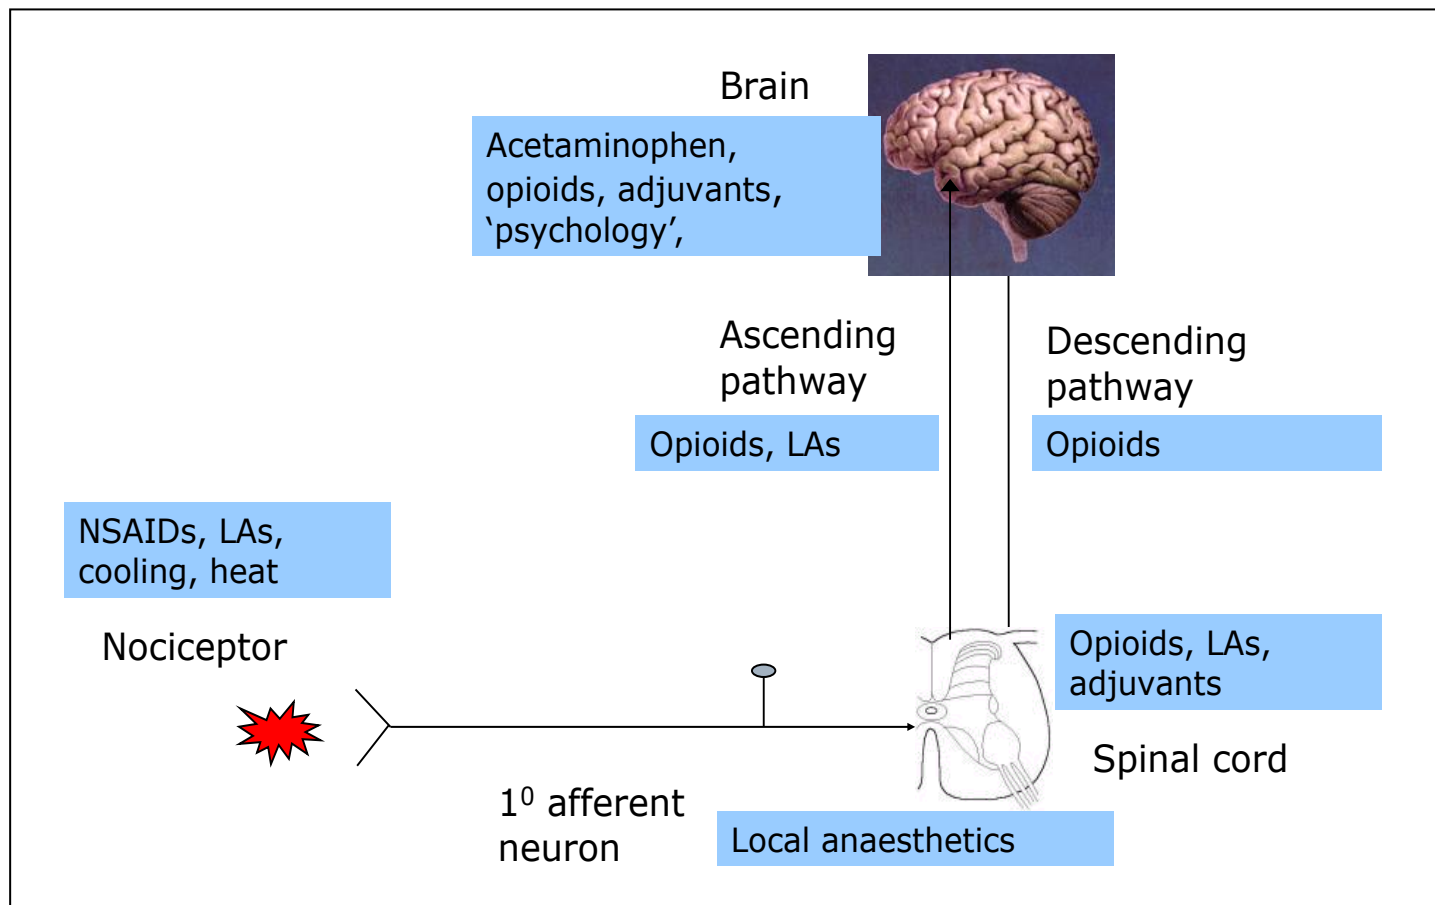 Brain
Acetaminophen,
opioids, adjuvants,
‘psychology’,
Ascending
pathway
Opioids, LAs
Descending
pathway
Opioids
NSAIDs, LAs,
cooling, heat
Nociceptor
Opioids, LAs,
adjuvants
Spinal cord
1⁰ afferent
neuron
Local anaesthetics